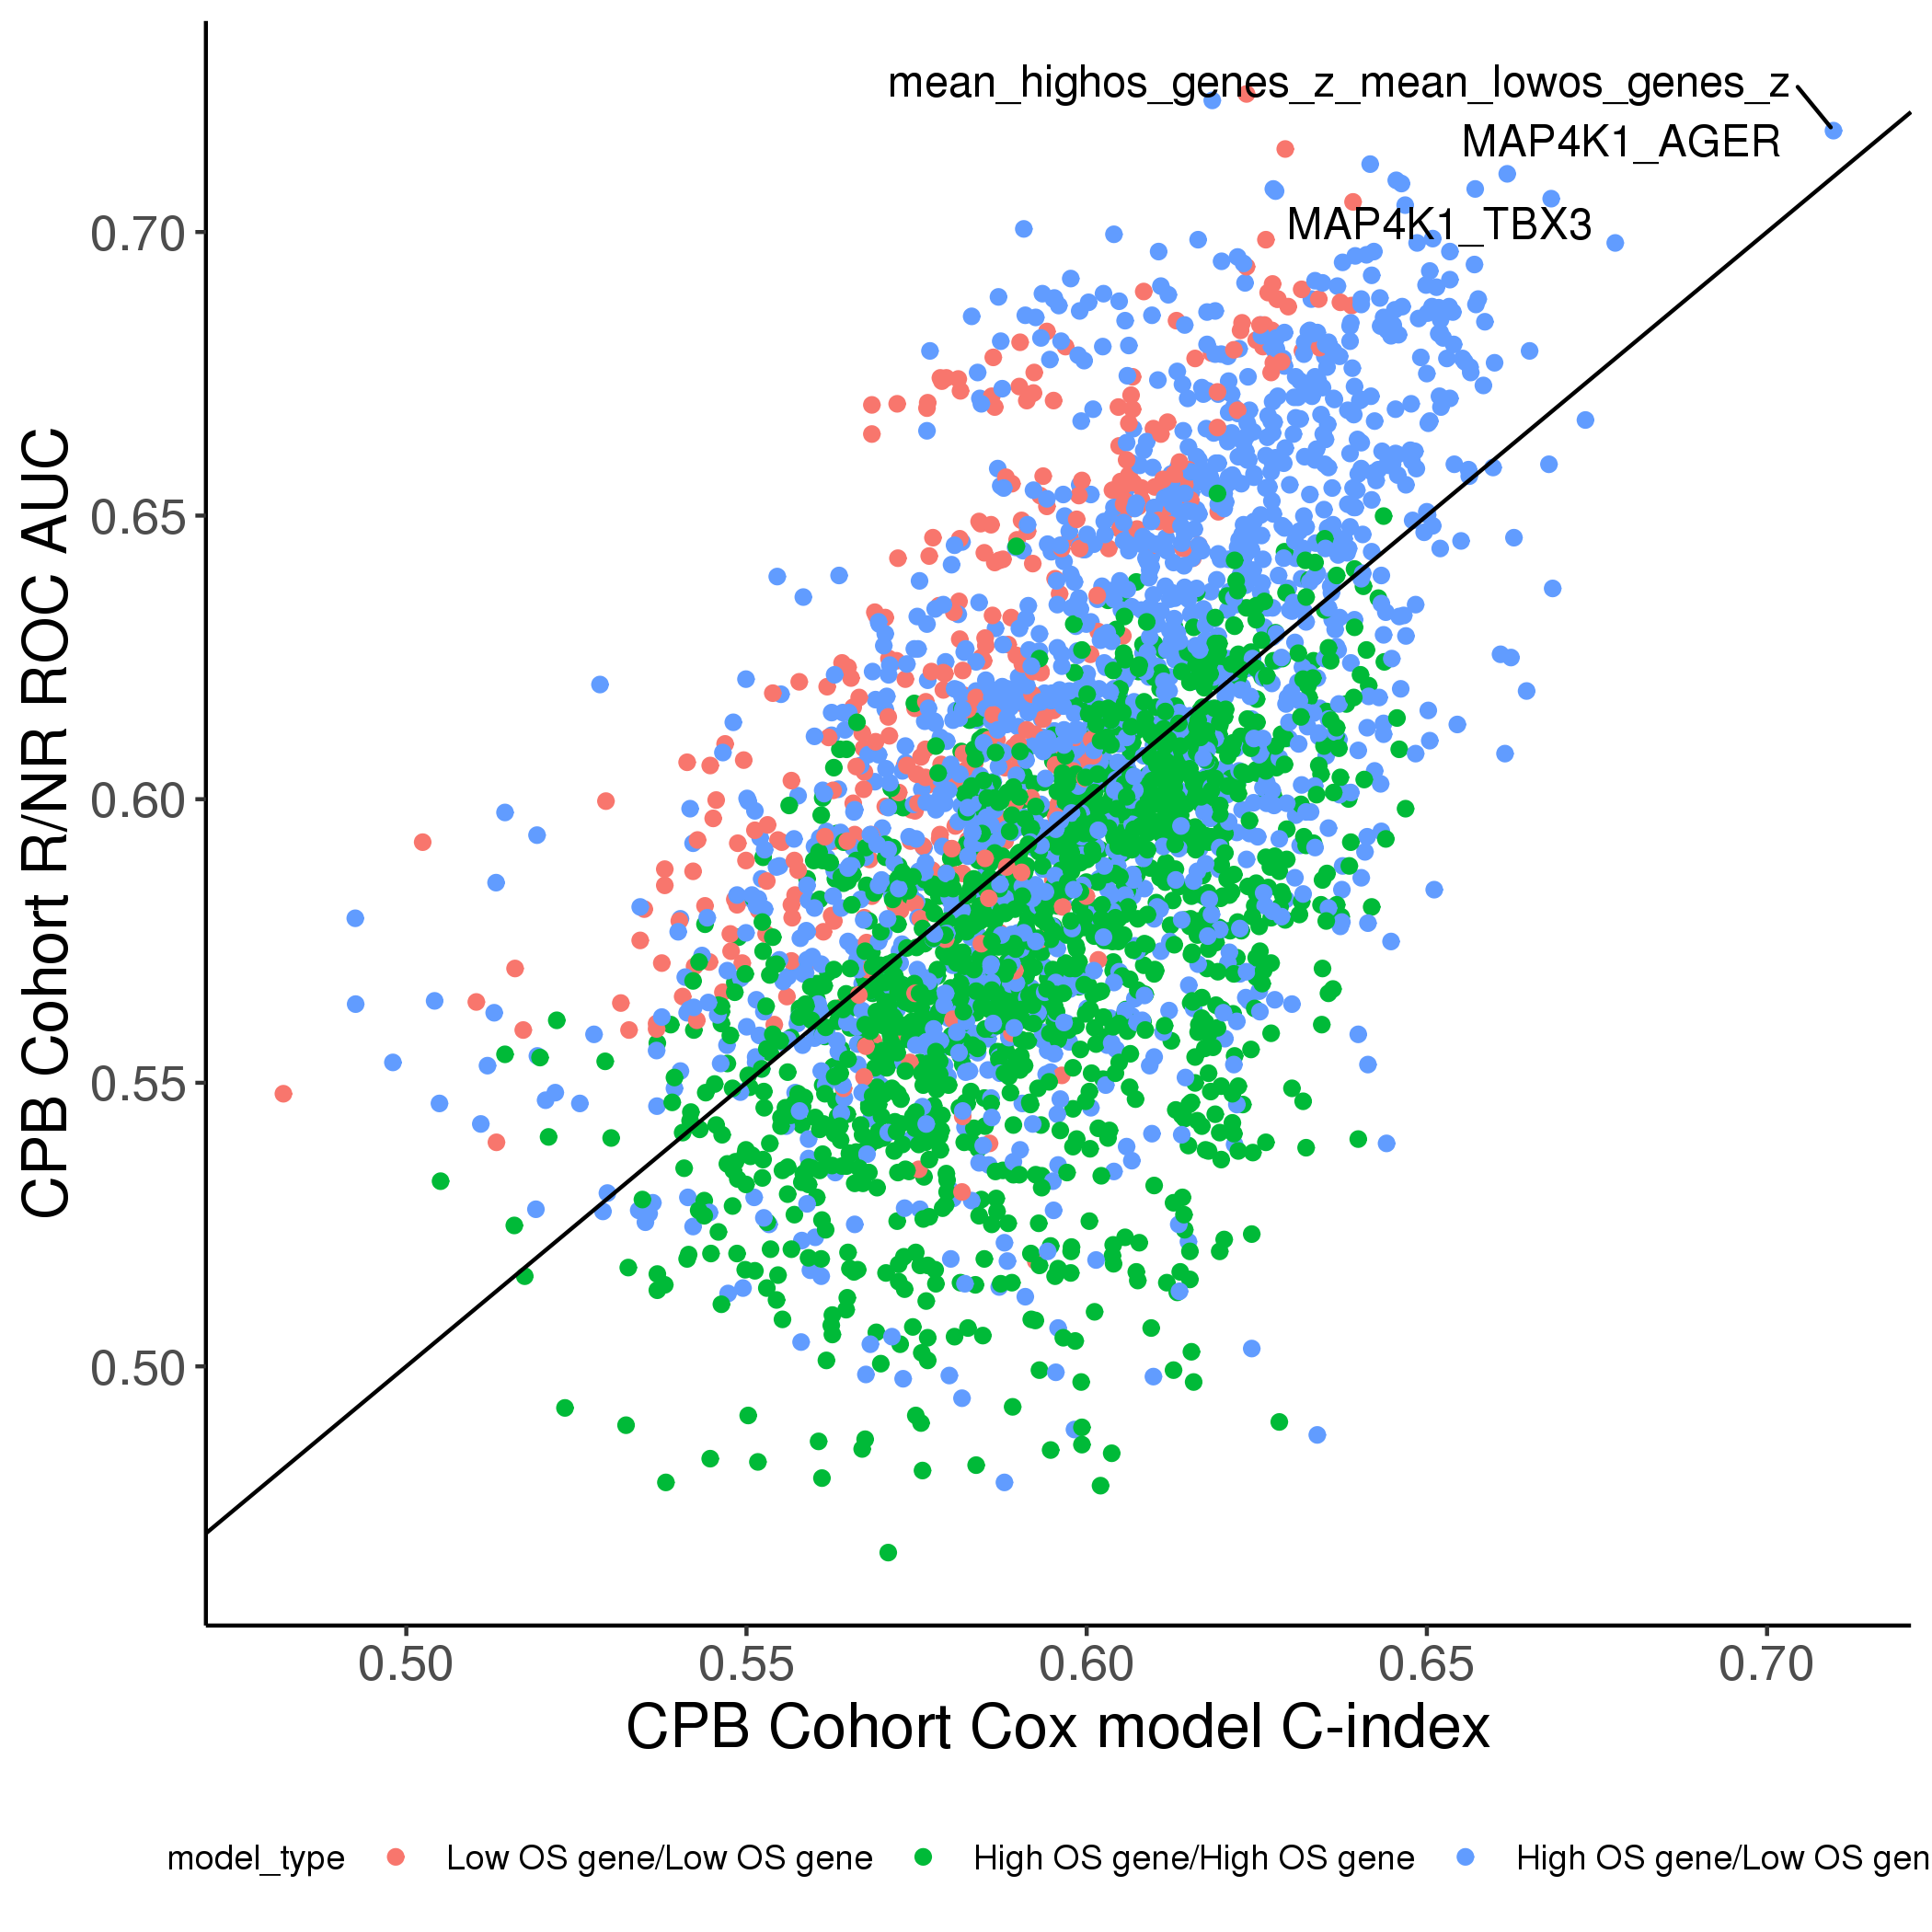 mean_highos_genes_z_mean_lowos_genes_z
MAP4K1_AGER
MAP4K1_TBX3
0.70
0.65
0.60
0.55
0.50
CPB Cohort R/NR ROC AUC
0.50 0.55 0.60 0.65 0.70
CPB Cohort Cox model C-index
model_type Low OS gene/Low OS gene High OS gene/High OS gene High OS gene/Low OS gen